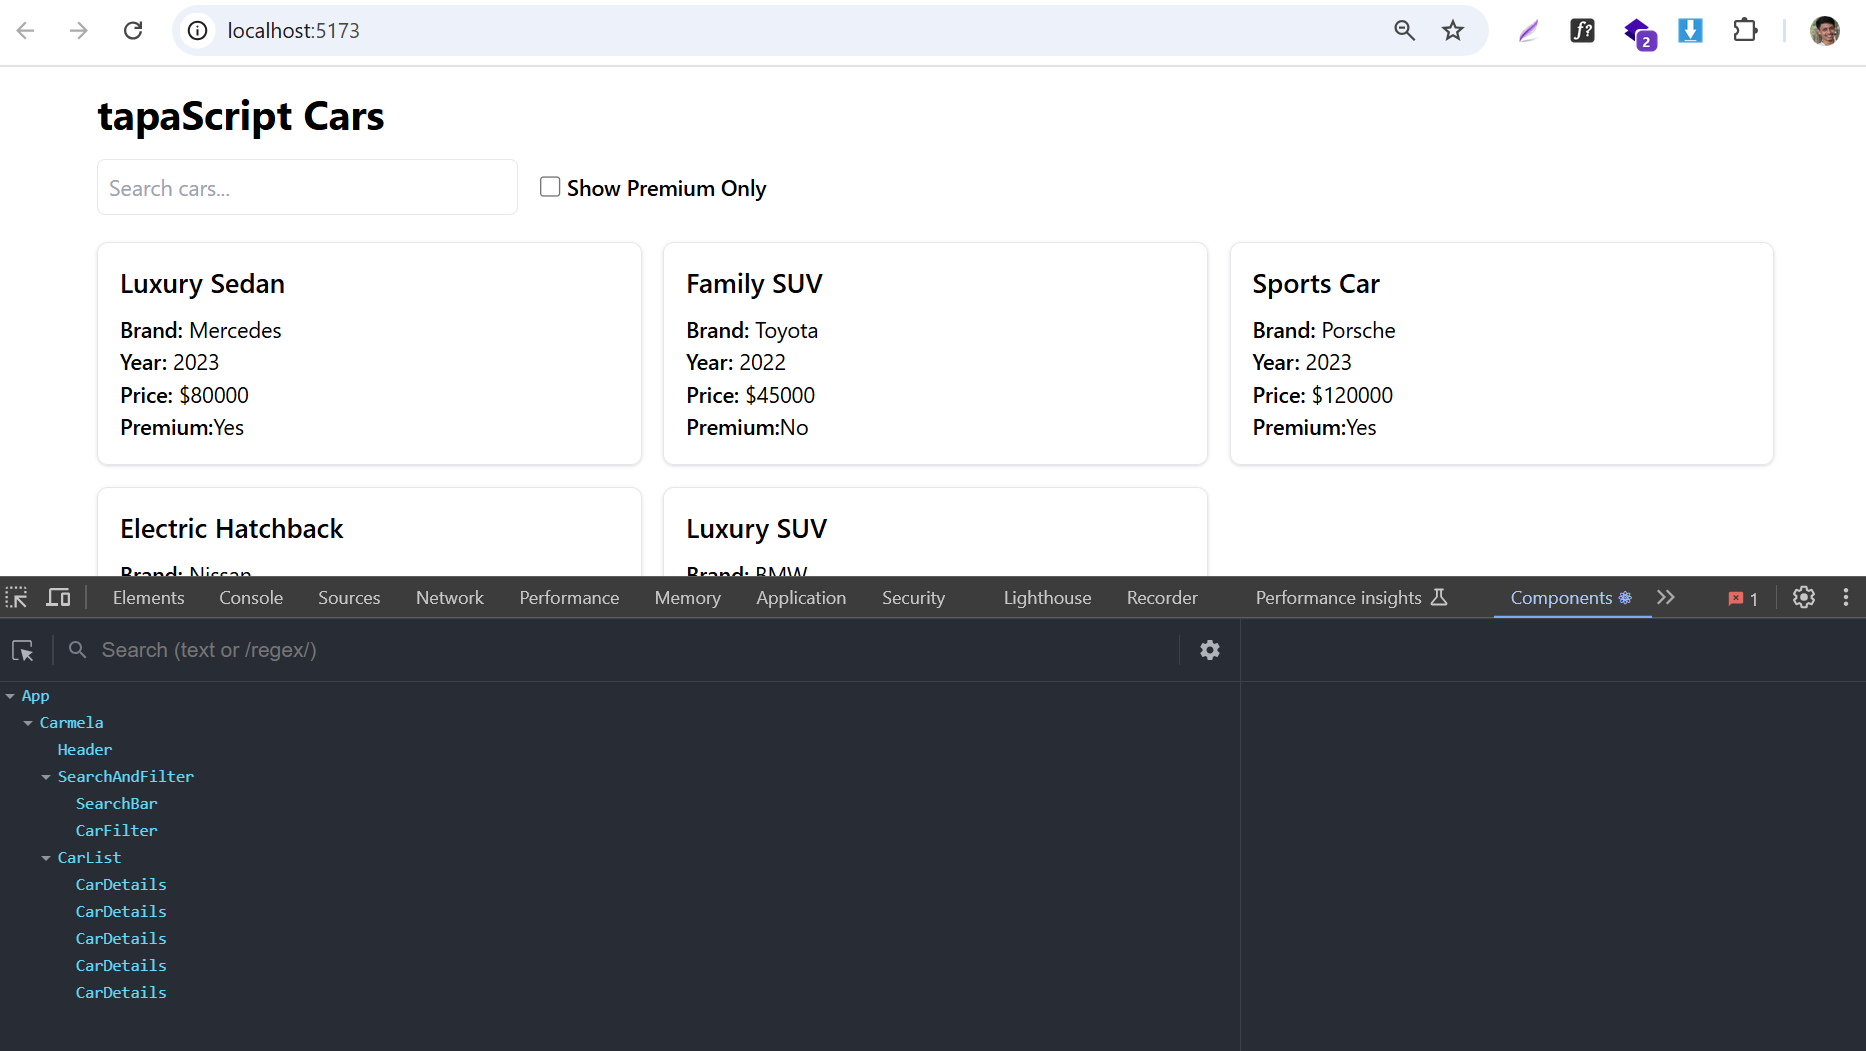 localhost:5173
f?
2
tapaScript Cars
Search cars...
Show Premium Only
Luxury Sedan
Brand: Mercedes
Year: 2023
Price: $80000
Premium:Yes
Family SUV
Brand: Toyota
Year: 2022
Price: $45000
Premium:No
Sports Car
Brand: Porsche
Year: 2023
Price: $120000
Premium:Yes
Electric Hatchback
Brand: Nissan
Luxury SUV
Brand: BMW
Elements Console Sources Network Performance Memory Application Security Lighthouse Recorder Performance insights Components 1
Search (text or /regex/)
App
Carmela
Header
SearchAndFilter
SearchBar
CarFilter
CarList
CarDetails
CarDetails
CarDetails
CarDetails
CarDetails